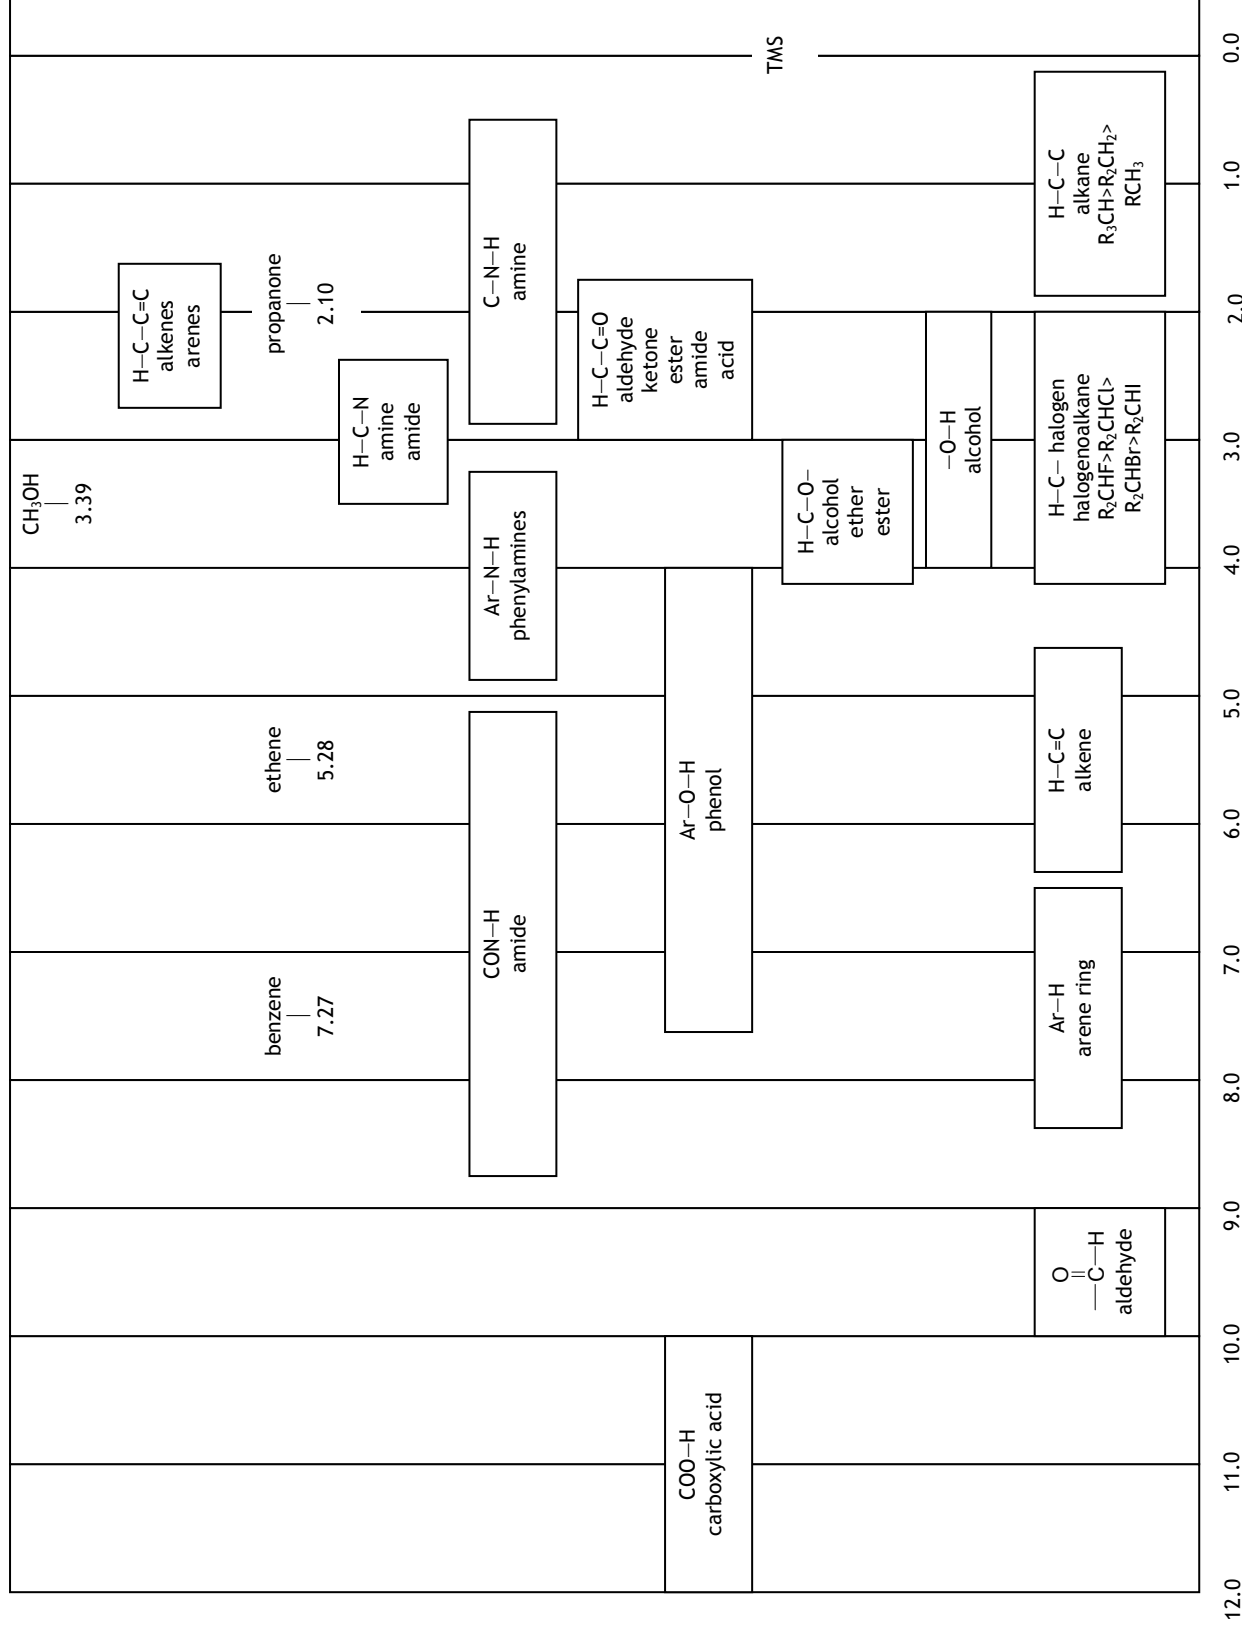 CH₃OH
3.39
H—C—C=C
alkenes
arenes
benzene
7.27
ethene
5.28
propanone
2.10
H—C—N
amine
amide
CON—H
amide
Ar—N—H
phenylamines
C—N—H
amine
H—C—C=O
aldehyde
ketone
ester
amide
acid
COO—H
carboxylic acid
Ar—O—H
phenol
TMS
H—C—O—
alcohol
ether
ester
—O—H
alcohol
O
—C—H
aldehyde
Ar—H
arene ring
H—C=C
alkene
H—C— halogen
halogenoalkane
R₂CHF>R₂CHCl>
R₂CHBr>R₂CHI
H—C—C
alkane
R₃CH>R₂CH₂>
RCH₃
12.0 11.0 10.0 9.0 8.0 7.0 6.0 5.0 4.0 3.0 2.0 1.0 0.0